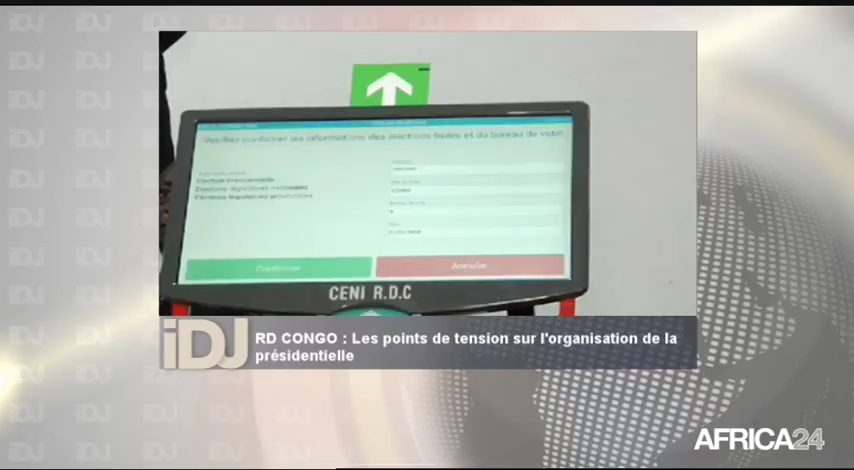 Veuillez confirmer les informations des élections fixées et du bureau de vote
Élection présidentielle
Élections législatives nationales
Élections législatives provinciales
Confirmer
Annuler
CENI R.D.C
iDJ
RD CONGO : Les points de tension sur l'organisation de la
présidentielle
AFRICA24